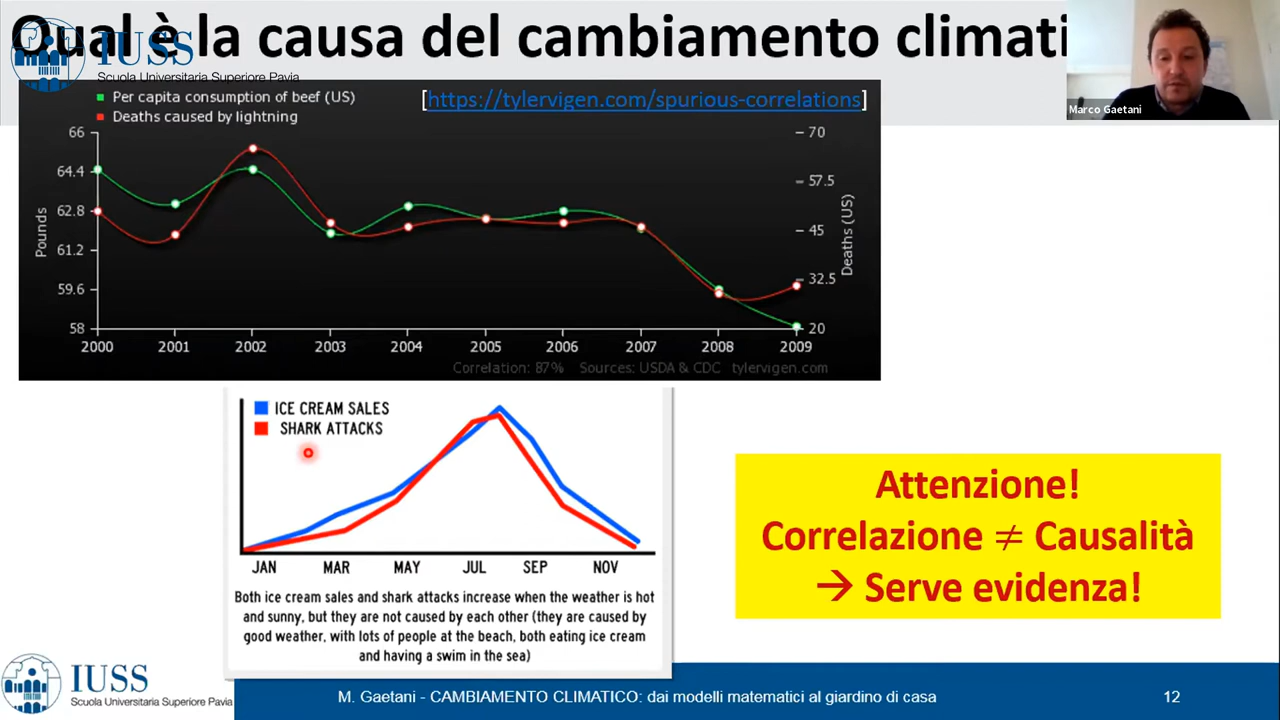 Qual è la causa del cambiamento climati
IUSS
Scuola Universitaria Superiore Pavia
Marco Gaetani
Per capita consumption of beef (US)
Deaths caused by lightning
[https://tylervigen.com/spurious-correlations]
66
64.4
62.8
61.2
59.6
58
Pounds
70
57.5
45
32.5
20
Deaths (US)
2000 2001 2002 2003 2004 2005 2006 2007 2008 2009
Correlation: 87% Sources: USDA & CDC tylervigen.com
ICE CREAM SALES
SHARK ATTACKS
JAN MAR MAY JUL SEP NOV
Both ice cream sales and shark attacks increase when the weather is hot
and sunny, but they are not caused by each other (they are caused by
good weather, with lots of people at the beach, both eating ice cream
and having a swim in the sea)
Attenzione!
Correlazione ≠ Causalità
→ Serve evidenza!
IUSS
Scuola Universitaria Superiore Pavia
M. Gaetani - CAMBIAMENTO CLIMATICO: dai modelli matematici al giardino di casa
12